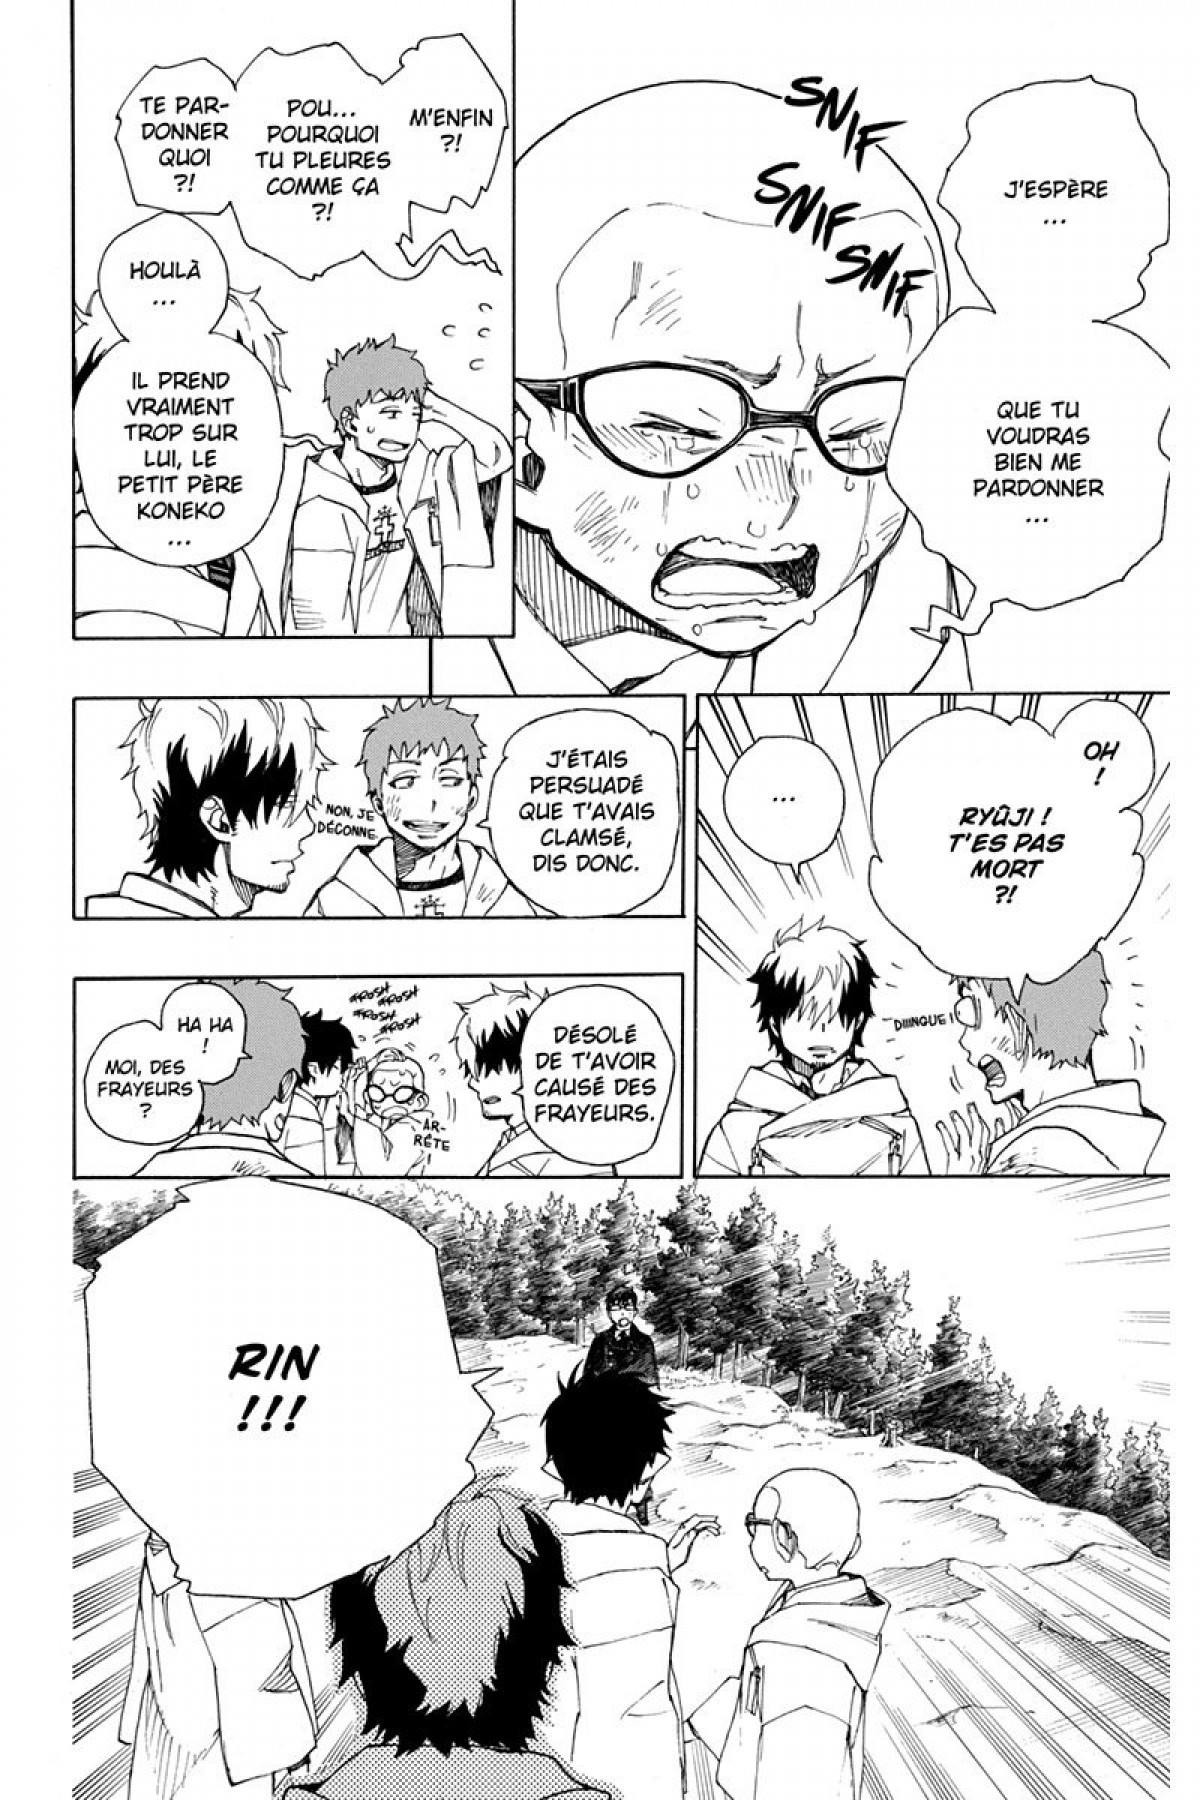 SNIF
SNIF
SNIF
J'ESPÈRE
...
QUE TU
VOUDRAS
BIEN ME
PARDONNER
...
M'ENFIN
?!
POU...
POURQUOI
TU PLEURES
COMME ÇA
?!
TE PAR-
DONNER
QUOI
?!
HOULÀ
...
IL PREND
VRAIMENT
TROP SUR
LUI, LE
PETIT PÈRE
KONEKO
...
OH
!
RYÛJI !
T'ES PAS
MORT
?!
...
DIIINGUE !
J'ÉTAIS
PERSUADÉ
QUE T'AVAIS
CLAMSÉ,
DIS DONC.
NON, JE
DÉCONNE.
DÉSOLÉ
DE T'AVOIR
CAUSÉ DES
FRAYEURS.
AR-
RÊTE
!
HA HA
!
MOI, DES
FRAYEURS
?
RIN
!!!